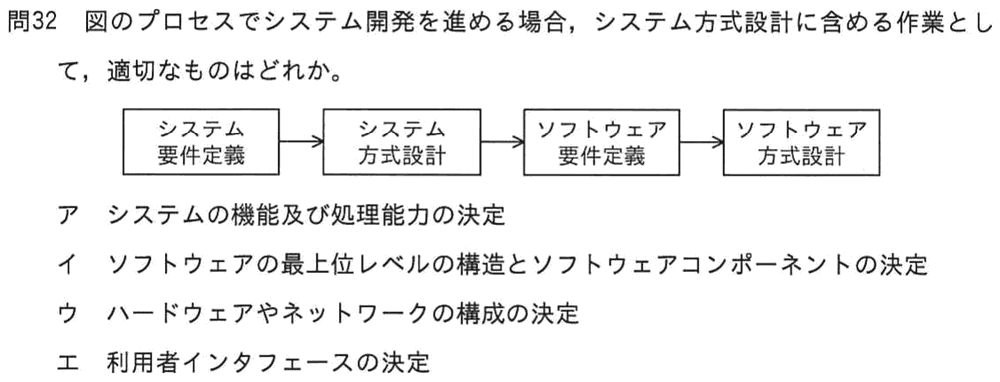 問32 図のプロセスでシステム開発を進める場合，システム方式設計に含める作業とし
て，適切なものはどれか。
システム
要件定義
システム
方式設計
ソフトウェア
要件定義
ソフトウェア
方式設計
ア システムの機能及び処理能力の決定
イ ソフトウェアの最上位レベルの構造とソフトウェアコンポーネントの決定
ウ ハードウェアやネットワークの構成の決定
エ 利用者インタフェースの決定